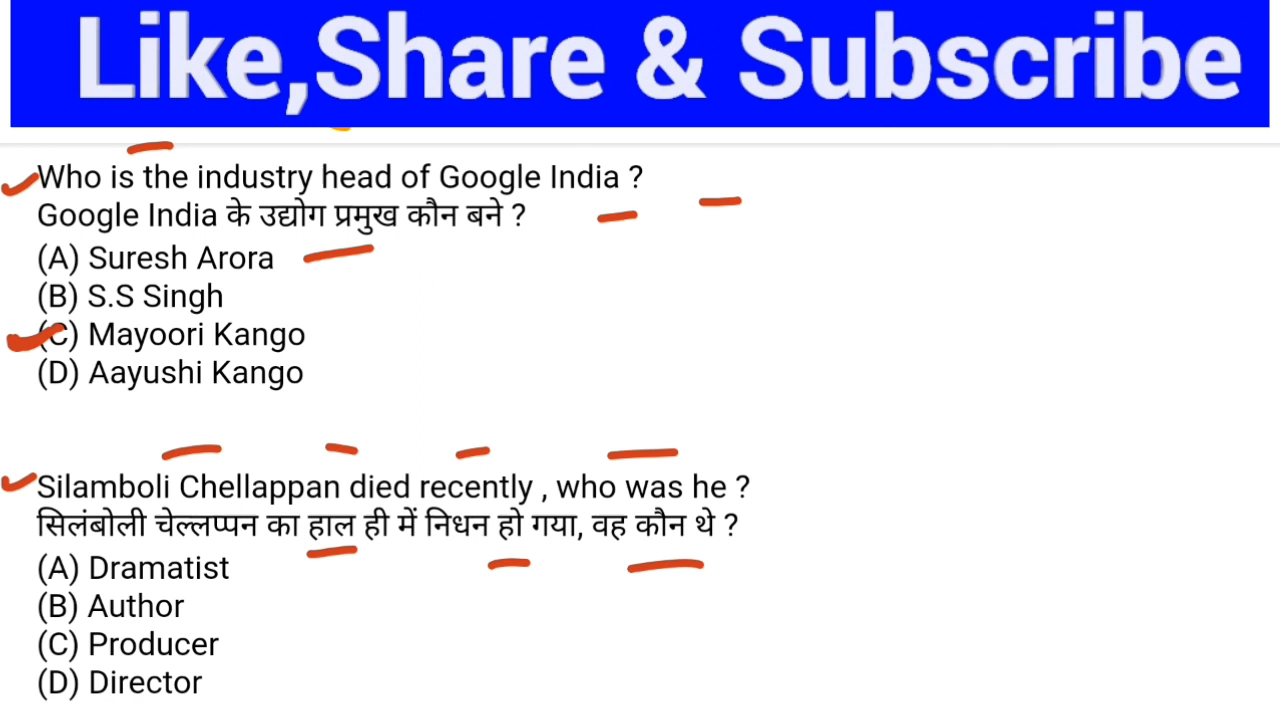 Like,Share & Subscribe
Who is the industry head of Google India ?
Google India के उद्योग प्रमुख कौन बने ?
(A) Suresh Arora
(B) S.S Singh
(C) Mayoori Kango
(D) Aayushi Kango
Silamboli Chellappan died recently , who was he ?
सिलंबोली चेल्लप्पन का हाल ही में निधन हो गया, वह कौन थे ?
(A) Dramatist
(B) Author
(C) Producer
(D) Director